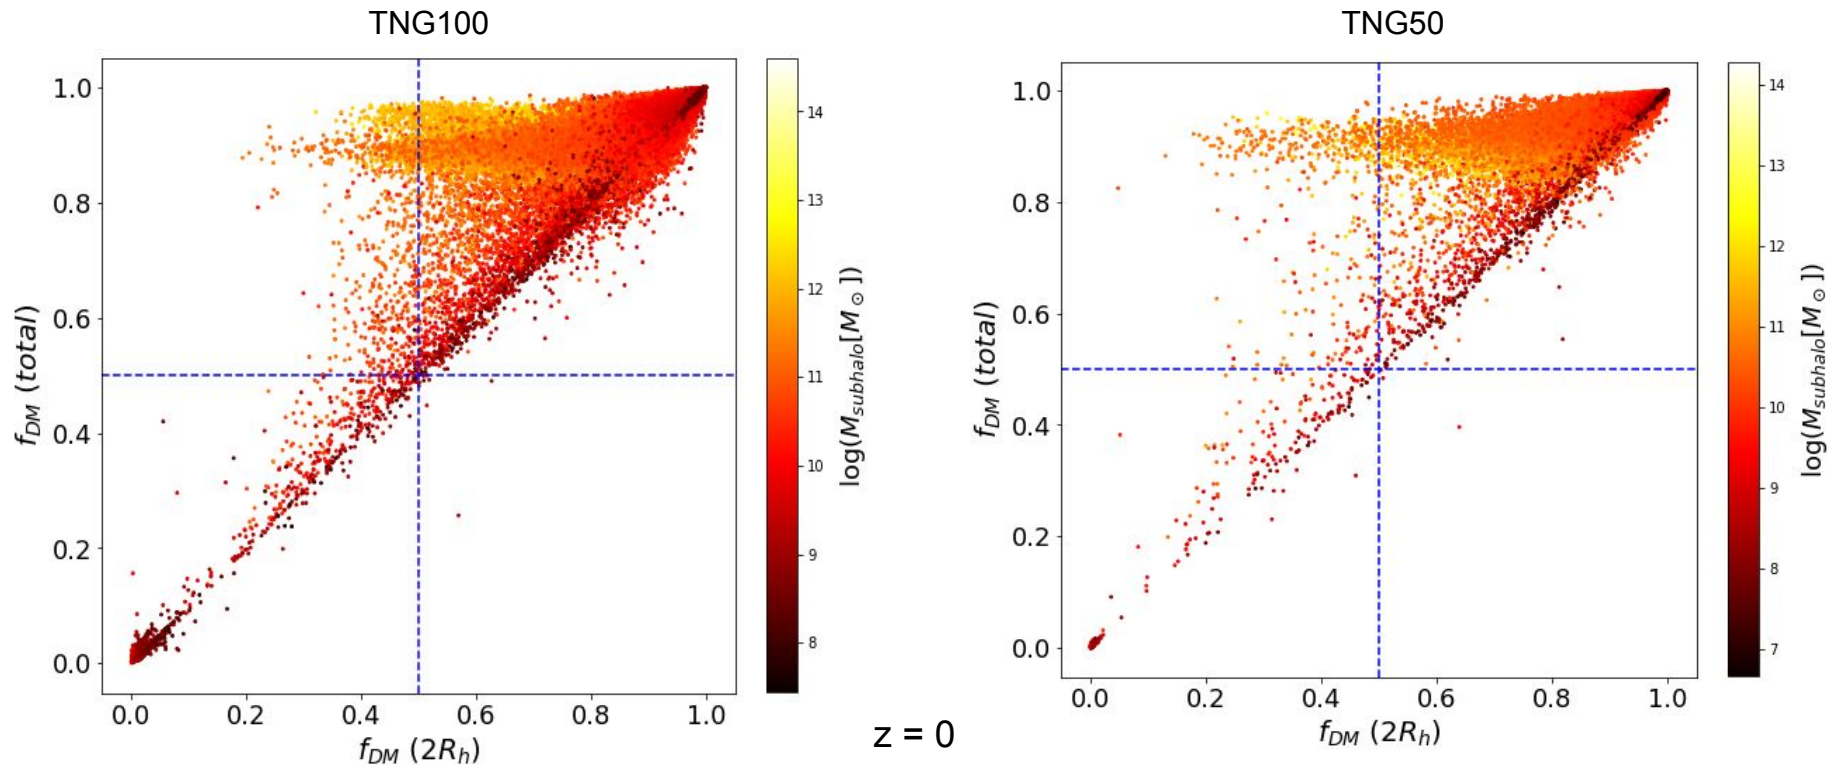 TNG100
1.0
0.8
0.6
0.4
0.2
0.0
f_DM (total)
0.0 0.2 0.4 0.6 0.8 1.0
f_DM (2R_h)
14
13
12
11
10
9
8
log(M_subhalo[M_⊙])
z = 0
TNG50
1.0
0.8
0.6
0.4
0.2
0.0
f_DM (total)
0.0 0.2 0.4 0.6 0.8 1.0
f_DM (2R_h)
14
13
12
11
10
9
8
7
log(M_subhalo[M_⊙])